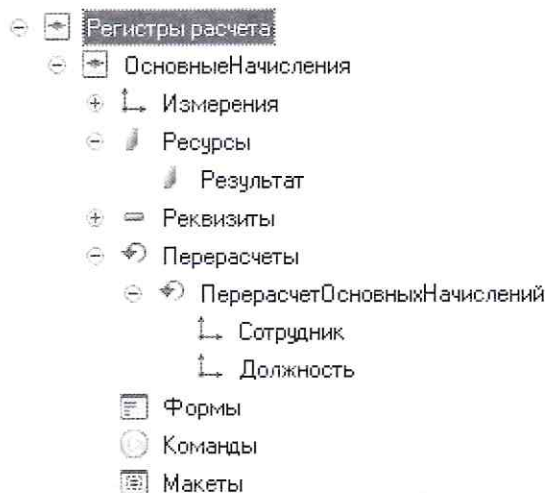 Регистры расчета
ОсновныеНачисления
Измерения
Ресурсы
Результат
Реквизиты
Перерасчеты
ПерерасчетОсновныхНачислений
Сотрудник
Должность
Формы
Команды
Макеты